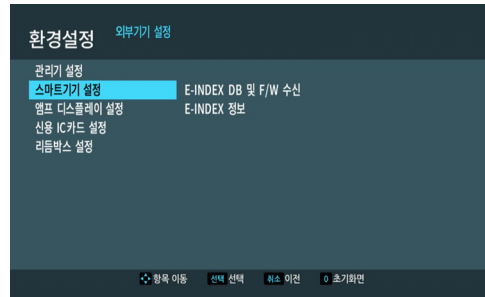 환경설정 외부기기 설정
관리기 설정
스마트기기 설정 E-INDEX DB 및 F/W 수신
앰프 디스플레이 설정 E-INDEX 정보
신용 IC카드 설정
리듬박스 설정
항목 이동 선택 선택 취소 이전 0 초기화면